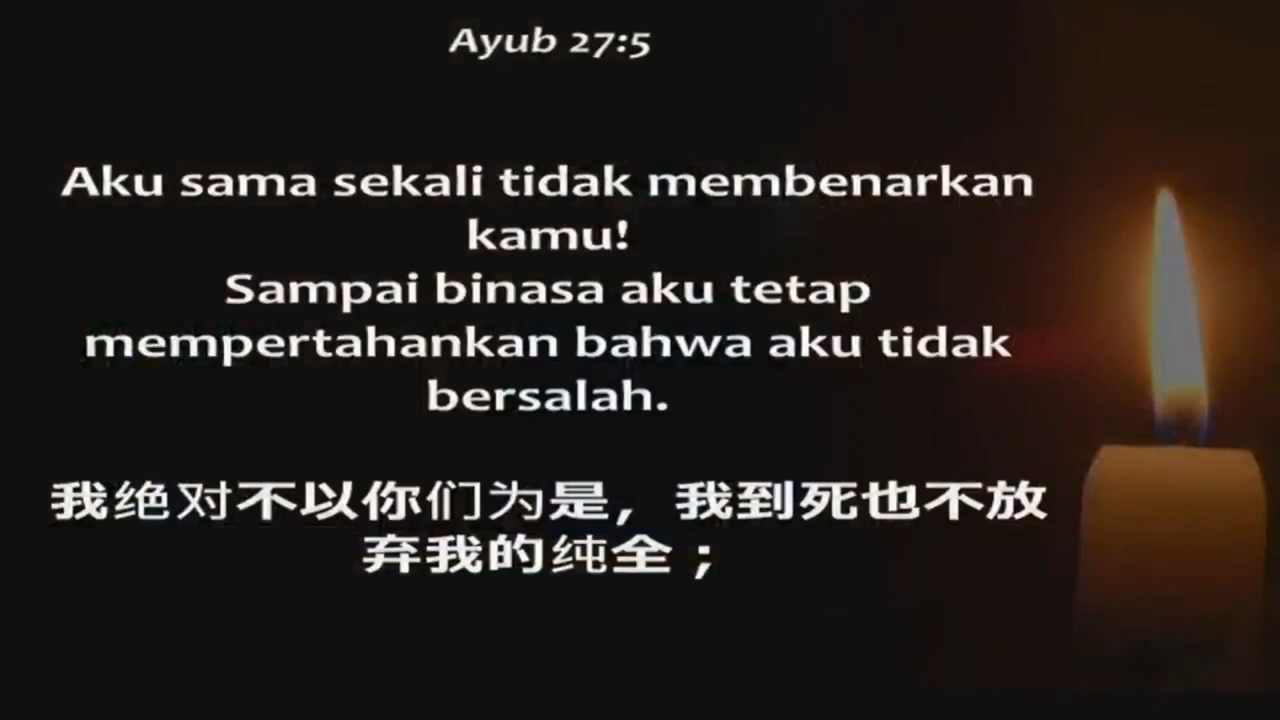 Ayub 27:5
Aku sama sekali tidak membenarkan
kamu!
Sampai binasa aku tetap
mempertahankan bahwa aku tidak
bersalah.
我绝对不以你们为是，我到死也不放
弃我的纯全；